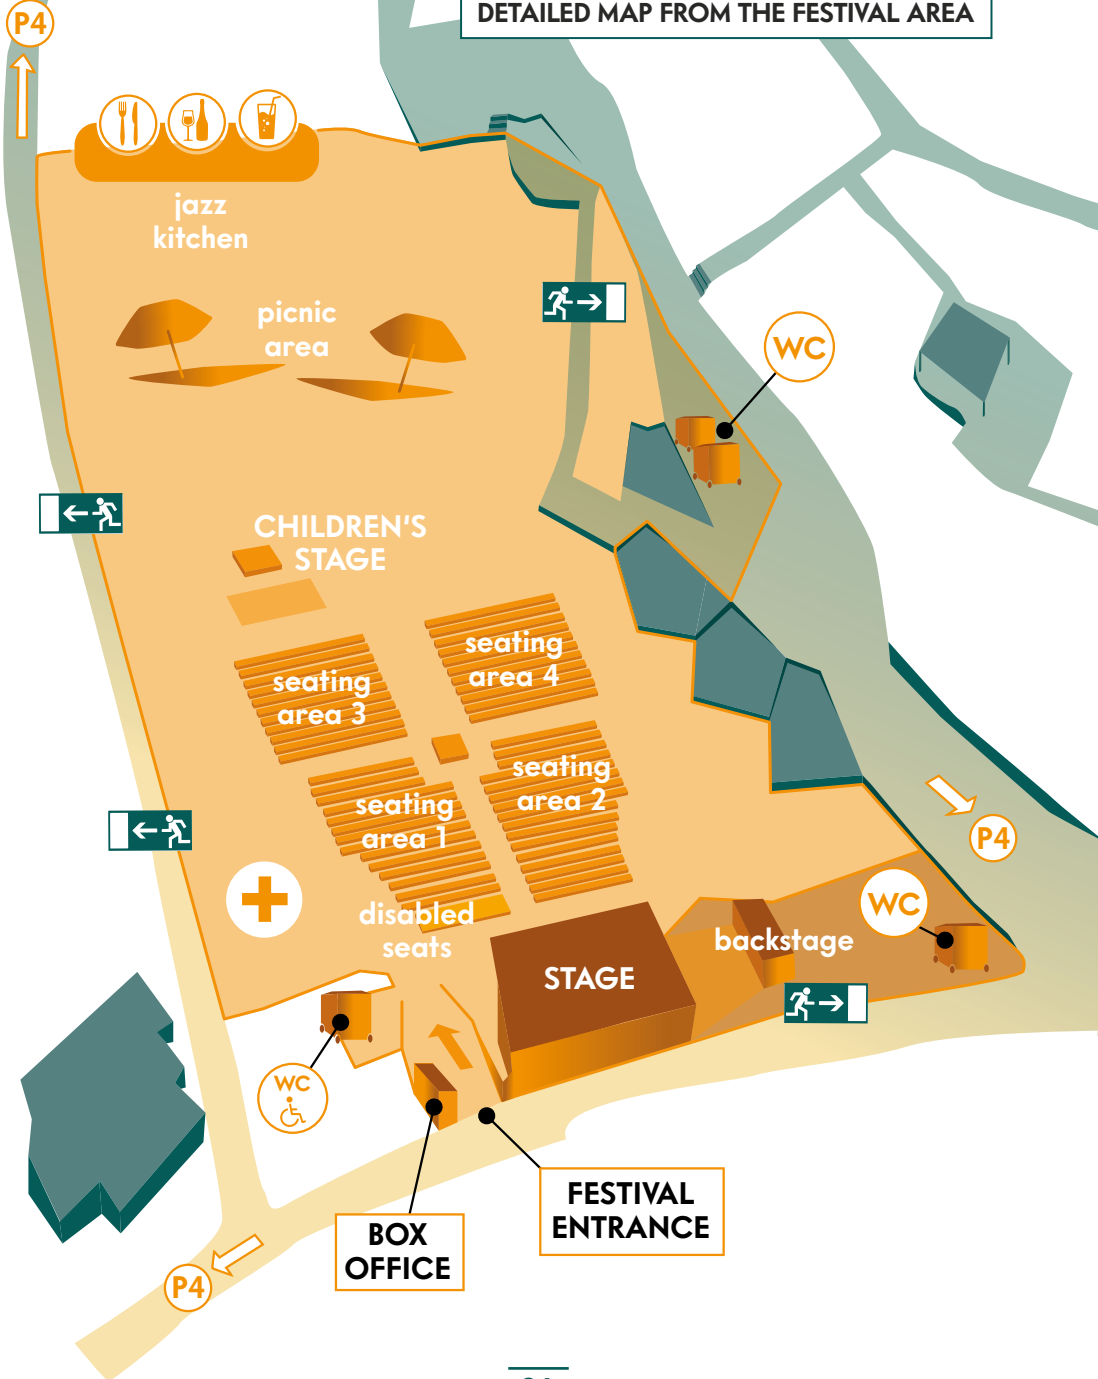 DETAILED MAP FROM THE FESTIVAL AREA
P4
jazz
kitchen
picnic
area
WC
CHILDREN'S
STAGE
seating
area 4
seating
area 3
seating
area 2
seating
area 1
P4
WC
disabled
seats
backstage
STAGE
WC
FESTIVAL
ENTRANCE
BOX
OFFICE
P4